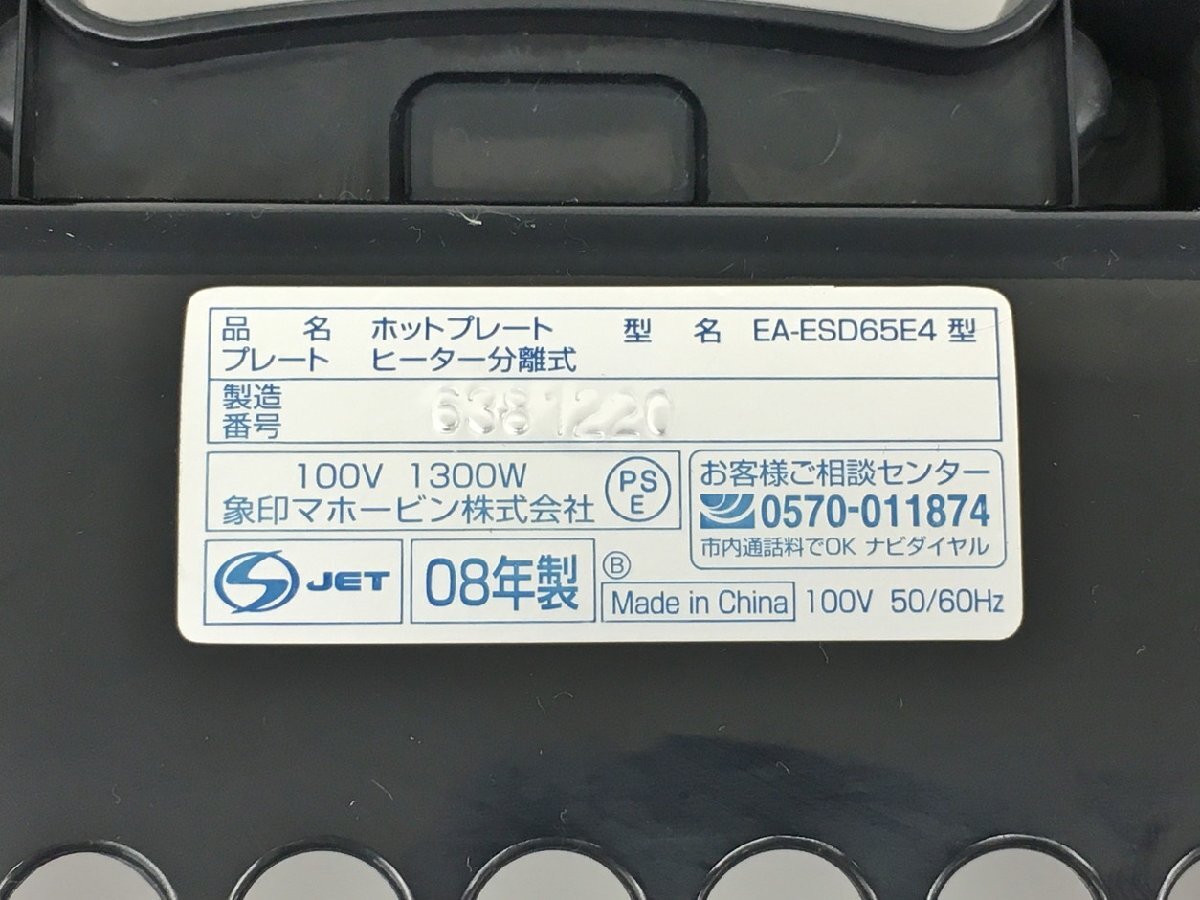 品名 ホットプレート 型名 EA-ESD65E4 型
プレート ヒーター分離式
製造
番号 6381220
100V 1300W
象印マホービン株式会社
PS
E
お客様ご相談センター
0570-011874
市内通話料でOK ナビダイヤル
JET
08年製
B
Made in China
100V 50/60Hz